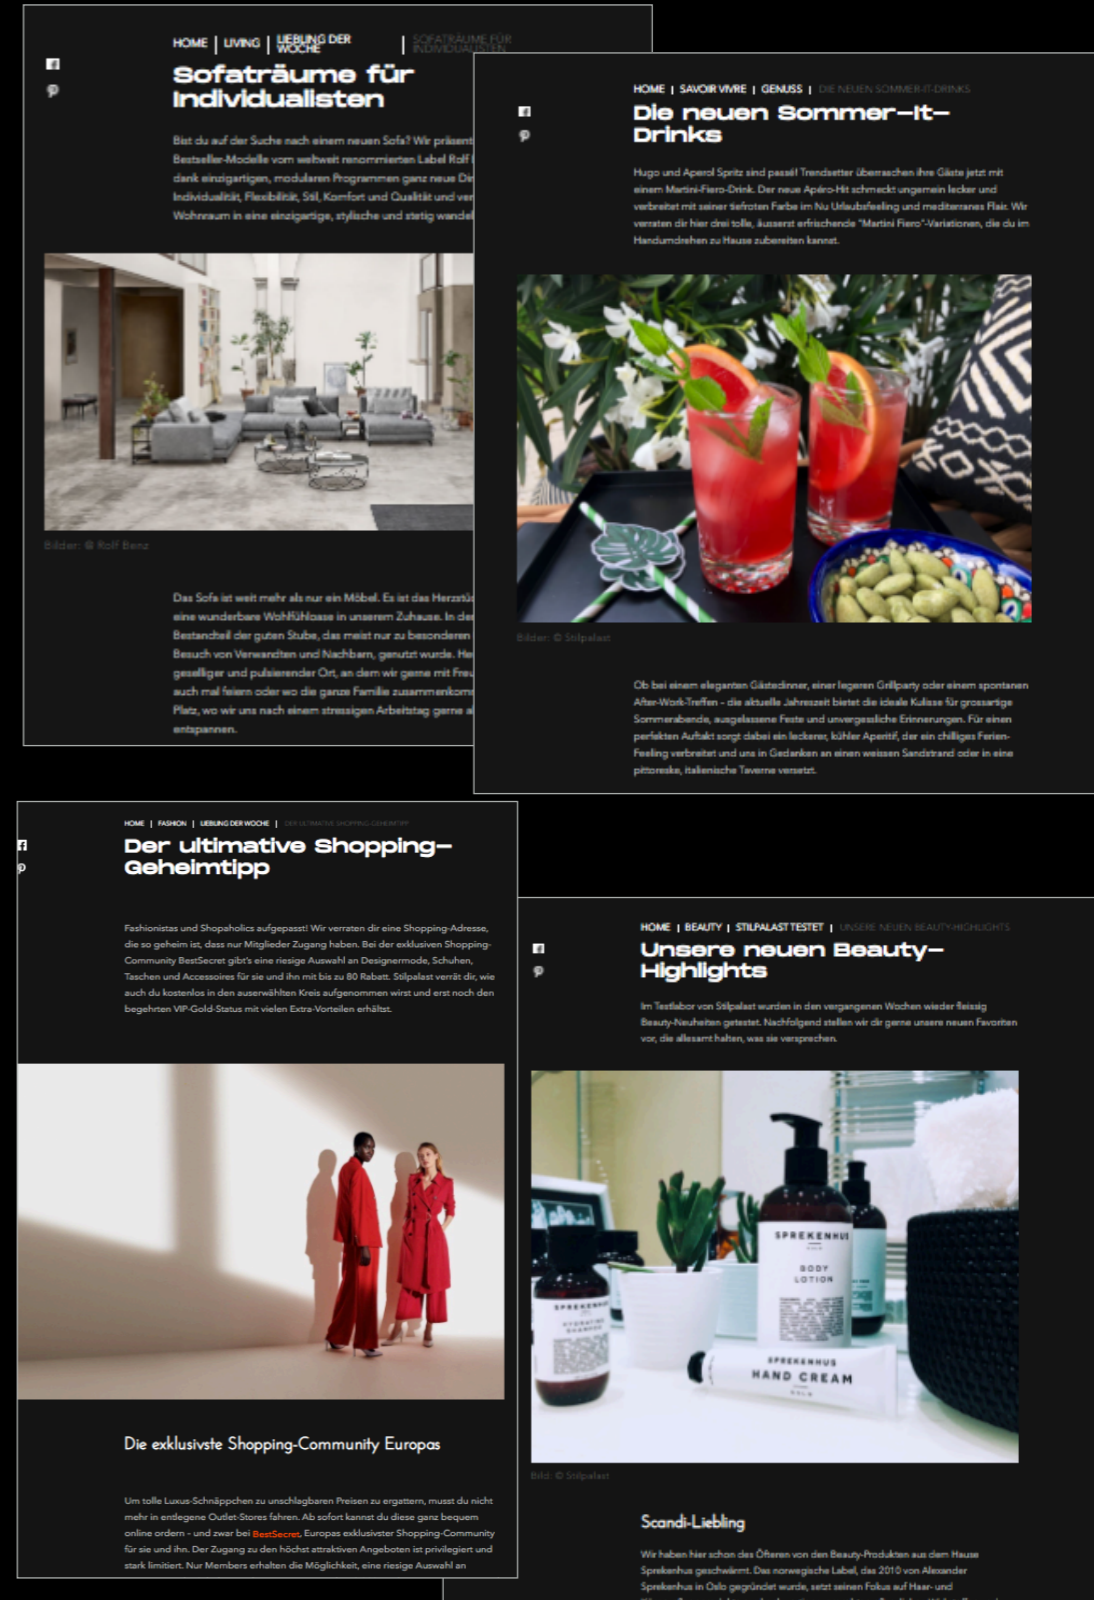 HOME | LIVING | LIEBLING DER WOCHE | SOFATRÄUME FÜR INDIVIDUALISTEN
Sofaträume für
Individualisten
Bist du auf der Suche nach einem neuen Sofa? Wir präsent
Bestseller-Modelle vom weltweit renommierten Label Rolf
dank einzigartigen, modularen Programmen ganz neue
Individualität, Flexibilität, Stil, Komfort und Qualität und ver
Wohnraum in eine einzigartige, stylische und stetig wandel
Bilder: © Rolf Benz
Das Sofa ist weit mehr als nur ein Möbel. Es ist das Herzstü
eine wunderbare Wohlfühloase in unserem Zuhause. In der
Bestandteil der guten Stube, das meist nur zu besonderen
Besuch von Verwandten und Nachbarn, genutzt wurde. He
geselliger und pulsierender Ort, an dem wir gerne mit Freu
auch mal feiern oder wo die ganze Familie zusammenkomm
Platz, wo wir uns nach einem stressigen Arbeitstag gerne a
entspannen.
HOME | SAVOIR VIVRE | GENUSS | DIE NEUEN SOMMER-IT-DRINKS
Die neuen Sommer-It-
Drinks
Hugo und Aperol Spritz sind passé! Trendsetter überraschen ihre Gäste jetzt mit
einem Martini-Fiero-Drink. Der neue Apéro-Hit schmeckt ungemein lecker und
verbreitet mit seiner tiefroten Farbe im Nu Urlaubsfeeling und mediterranes Flair. Wir
verraten dir hier drei tolle, äusserst erfrischende "Martini Fiero"-Variationen, die du im
Handumdrehen zu Hause zubereiten kannst.
Bilder: © Stilpalast
Ob bei einem eleganten Gästedinner, einer legeren Grillparty oder einem spontanen
After-Work-Treffen - die aktuelle Jahreszeit bietet die ideale Kulisse für grossartige
Sommerabende, ausgelassene Feste und unvergessliche Erinnerungen. Für einen
perfekten Auftakt sorgt dabei ein leckerer, kühler Aperitif, der ein chilliges Ferien-
Feeling verbreitet und uns in Gedanken an einen weissen Sandstrand oder in eine
pittoreske, italienische Taverne versetzt.
HOME | FASHION | LIEBLING DER WOCHE | DER ULTIMATIVE SHOPPING-GEHEIMTIPP
Der ultimative Shopping-
Geheimtipp
Fashionistas und Shopaholics aufgepasst! Wir verraten dir eine Shopping-Adresse,
die so geheim ist, dass nur Mitglieder Zugang haben. Bei der exklusiven Shopping-
Community BestSecret gibt's eine riesige Auswahl an Designermode, Schuhen,
Taschen und Accessoires für sie und ihn mit bis zu 80 Rabatt. Stilpalast verrät dir, wie
auch du kostenlos in den auserwählten Kreis aufgenommen wirst und erst noch den
begehrten VIP-Gold-Status mit vielen Extra-Vorteilen erhältst.
Die exklusivste Shopping-Community Europas
Um tolle Luxus-Schnäppchen zu unschlagbaren Preisen zu ergattern, musst du nicht
mehr in entlegene Outlet-Stores fahren. Ab sofort kannst du diese ganz bequem
online ordern - und zwar bei BestSecret, Europas exklusivster Shopping-Community
für sie und ihn. Der Zugang zu den höchst attraktiven Angeboten ist privilegiert und
stark limitiert. Nur Members erhalten die Möglichkeit, eine riesige Auswahl an
HOME | BEAUTY | STILPALAST TESTET | UNSERE NEUEN BEAUTY-HIGHLIGHTS
Unsere neuen Beauty-
Highlights
Im Testlabor von Stilpalast wurden in den vergangenen Wochen wieder fleissig
Beauty-Neuheiten getestet. Nachfolgend stellen wir dir gerne unsere neuen Favoriten
vor, die allesamt halten, was sie versprechen.
SPREKENHUS
BODY
LOTION
SPREKENHUS
HYDRATING
SHAMPOO
SPREKENHUS
HAND CREAM
Bild: © Stilpalast
Scandi-Liebling
Wir haben hier schon des Öfteren von den Beauty-Produkten aus dem Hause
Sprekenhus geschwärmt. Das norwegische Label, das 2010 von Alexander
Sprekenhus in Oslo gegründet wurde, setzt seinen Fokus auf Haar- und